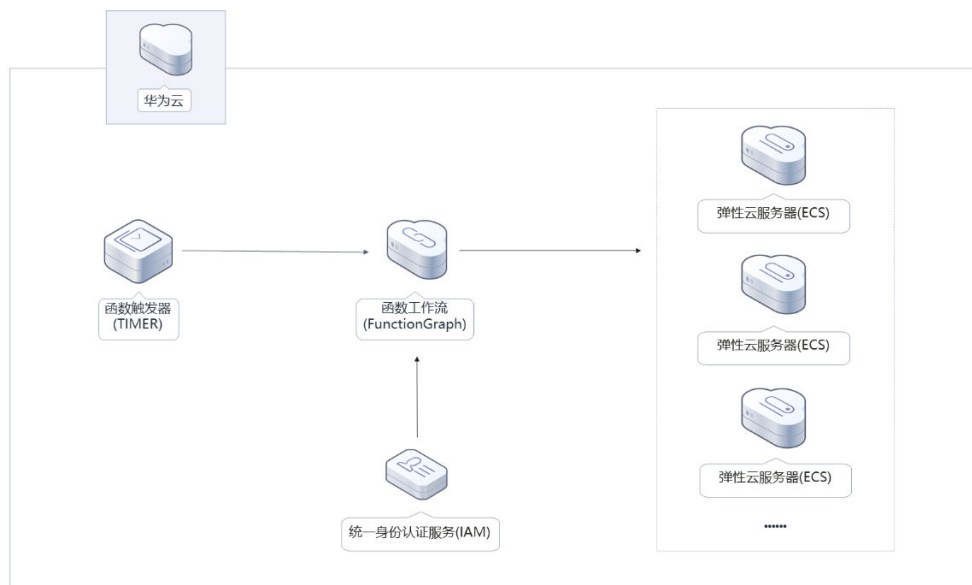 华为云
函数触发器
(TIMER)
函数工作流
(FunctionGraph)
统一身份认证服务(IAM)
弹性云服务器(ECS)
弹性云服务器(ECS)
弹性云服务器(ECS)
......